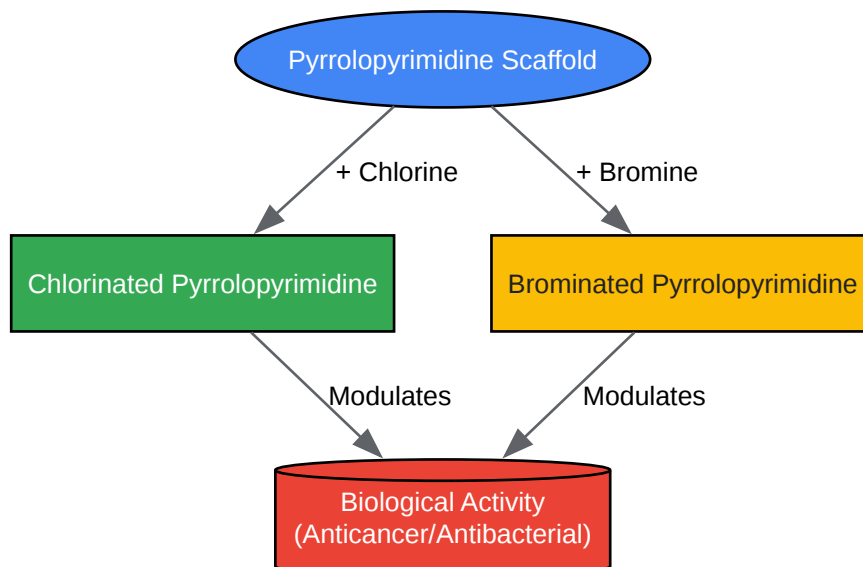 Pyrrolopyrimidine Scaffold
+ Chlorine
+ Bromine
Chlorinated Pyrrolopyrimidine
Brominated Pyrrolopyrimidine
Modulates
Modulates
Biological Activity
(Anticancer/Antibacterial)